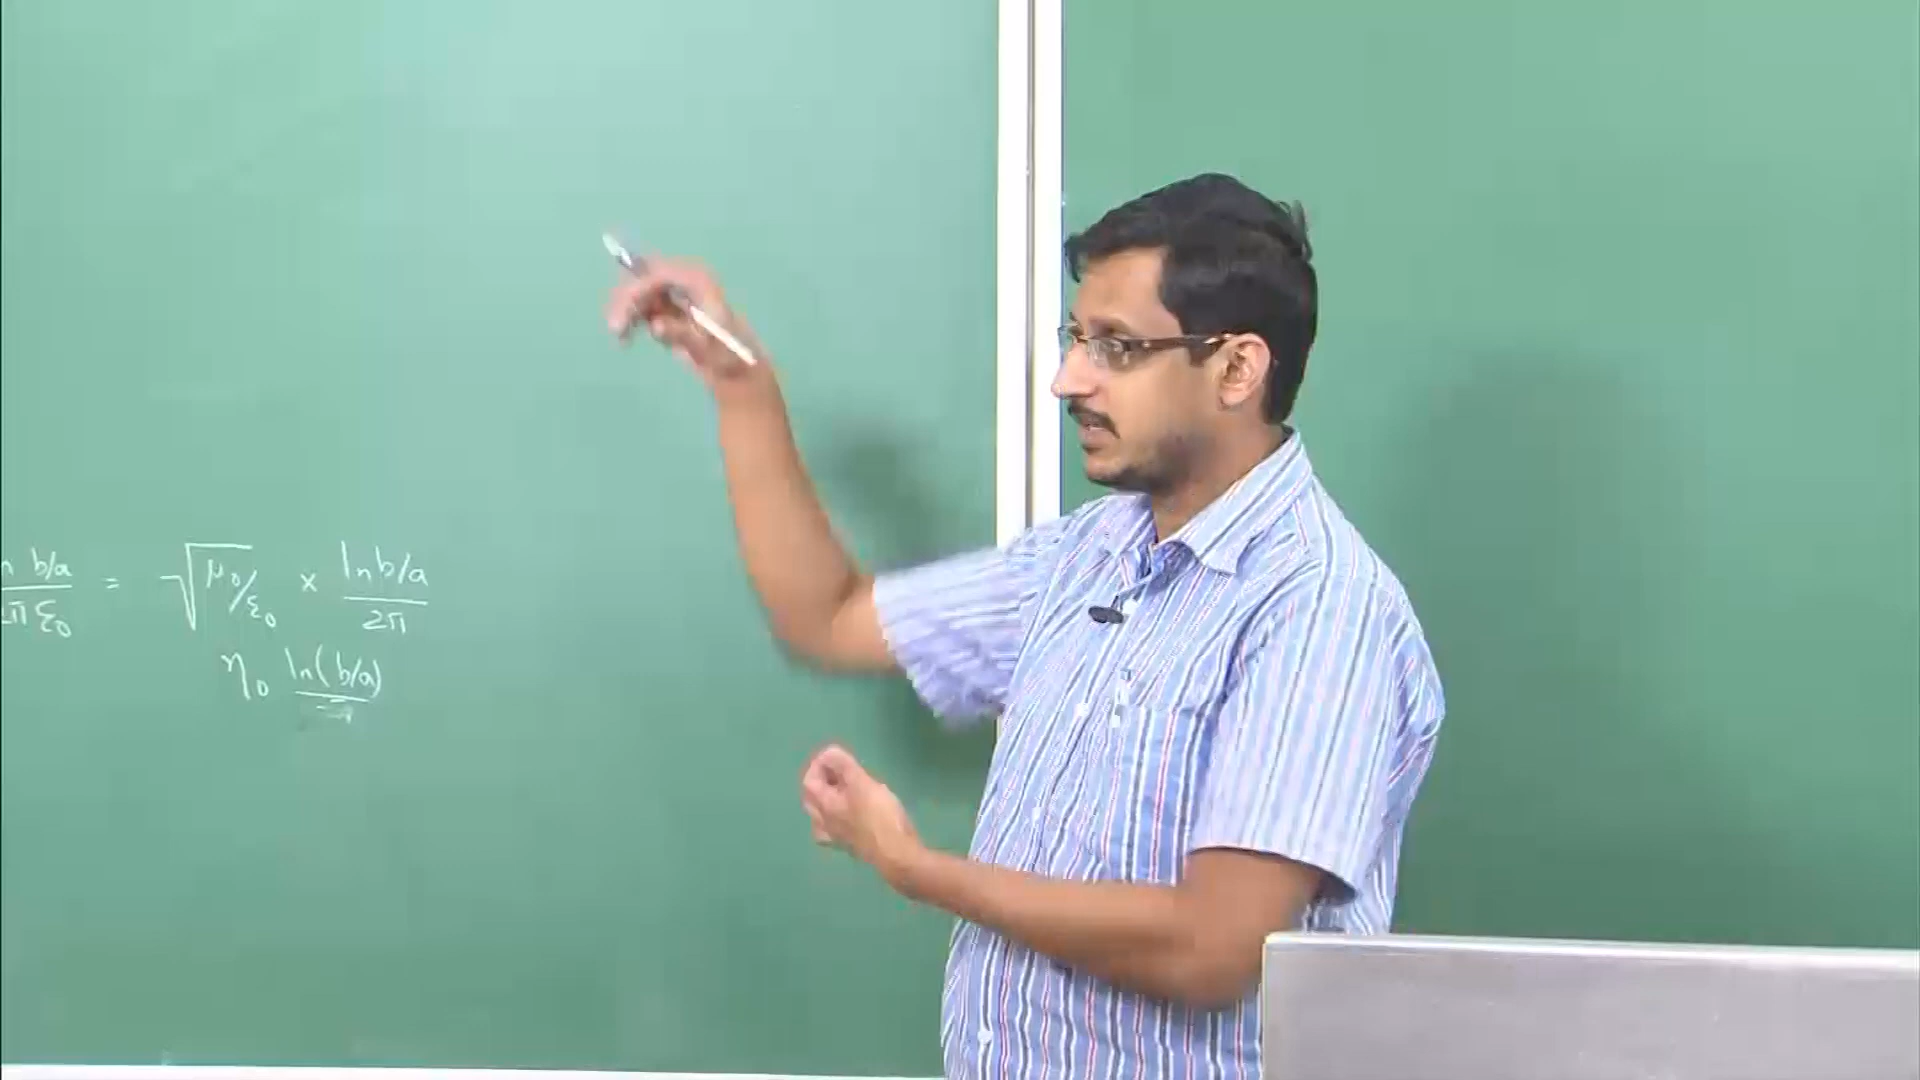 n b/a / 2π ε₀ = √μ₀/ε₀ × ln b/a / 2π
η₀ ln(b/a)